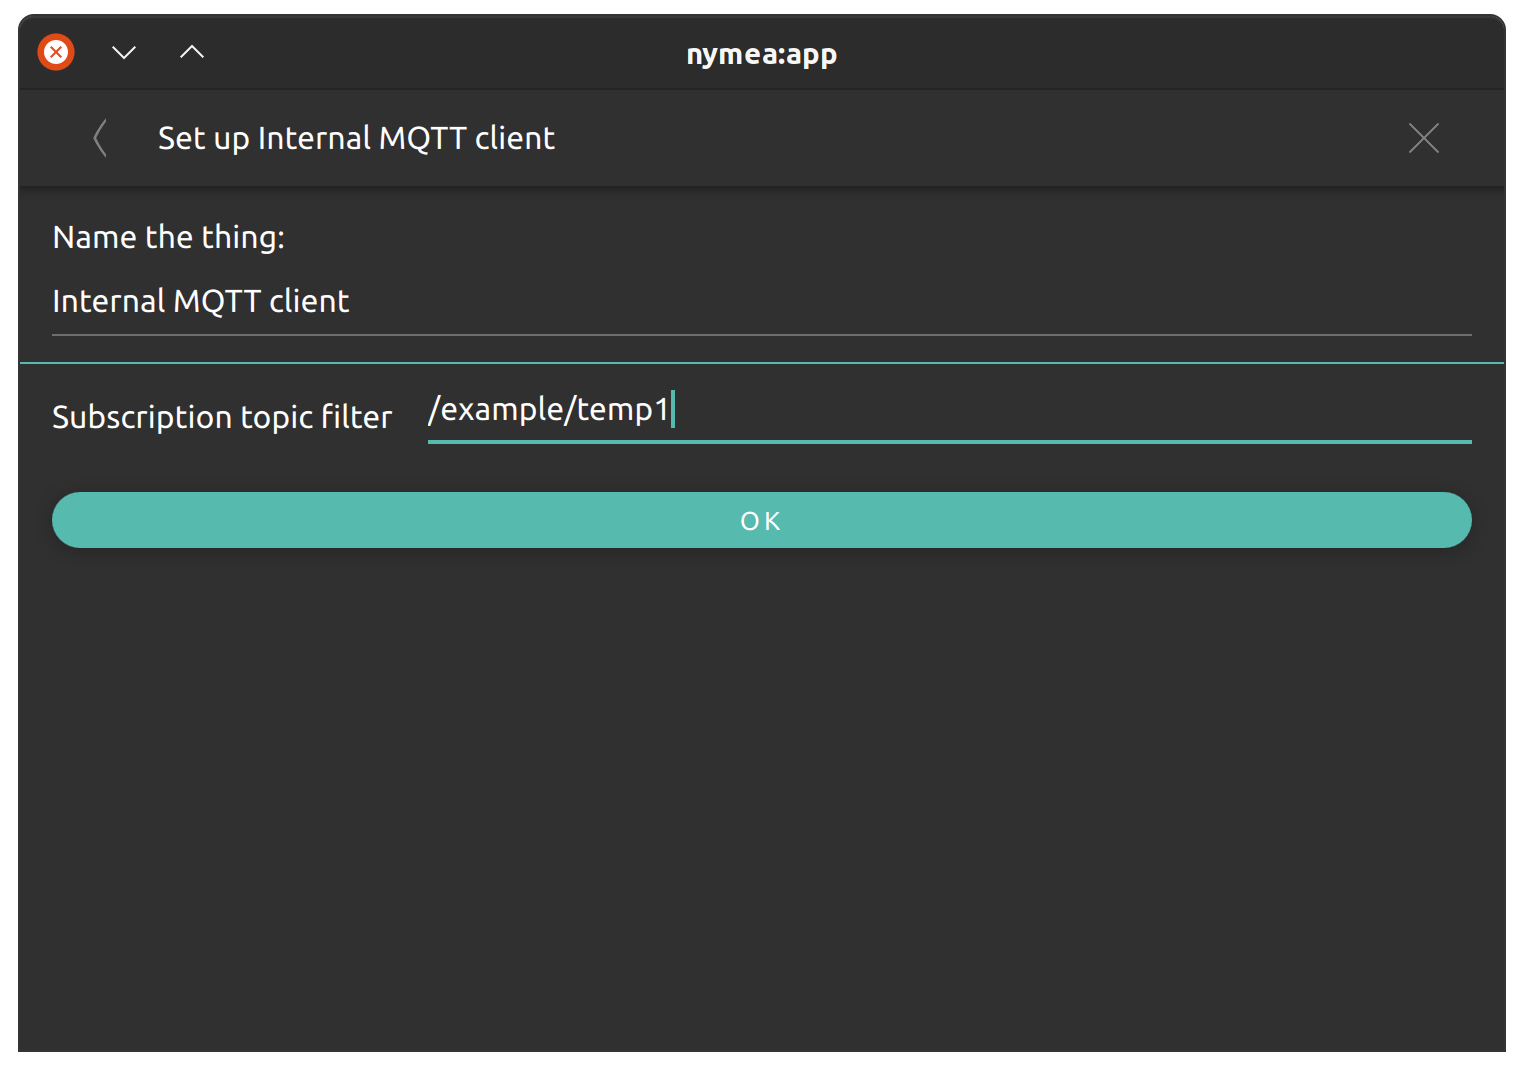 nymea:app
Set up Internal MQTT client
Name the thing:
Internal MQTT client
Subscription topic filter /example/temp1
OK